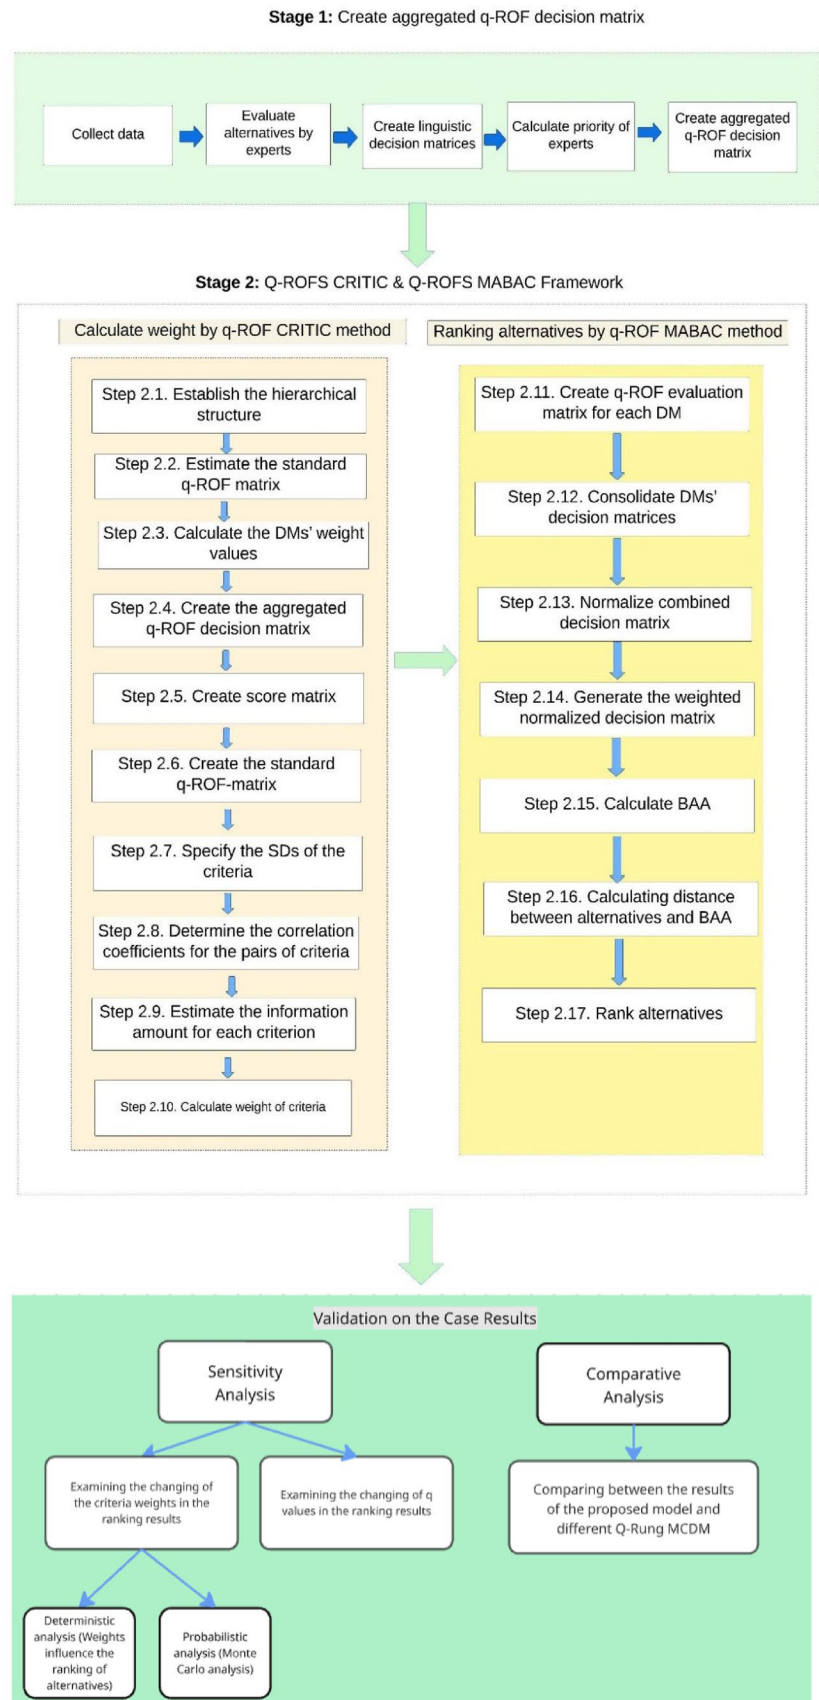 Stage 1: Create aggregated q-ROF decision matrix
Collect data
Evaluate
alternatives by
experts
Create linguistic
decision matrices
Calculate priority of
experts
Create aggregated
q-ROF decision
matrix
Stage 2: Q-ROFS CRITIC & Q-ROFS MABAC Framework
Calculate weight by q-ROF CRITIC method
Step 2.1. Establish the hierarchical
structure
Step 2.2. Estimate the standard
q-ROF matrix
Step 2.3. Calculate the DMs' weight
values
Step 2.4. Create the aggregated
q-ROF decision matrix
Step 2.5. Create score matrix
Step 2.6. Create the standard
q-ROF-matrix
Step 2.7. Specify the SDs of the
criteria
Step 2.8. Determine the correlation
coefficients for the pairs of criteria
Step 2.9. Estimate the information
amount for each criterion
Step 2.10. Calculate weight of criteria
Ranking alternatives by q-ROF MABAC method
Step 2.11. Create q-ROF evaluation
matrix for each DM
Step 2.12. Consolidate DMs'
decision matrices
Step 2.13. Normalize combined
decision matrix
Step 2.14. Generate the weighted
normalized decision matrix
Step 2.15. Calculate BAA
Step 2.16. Calculating distance
between alternatives and BAA
Step 2.17. Rank alternatives
Validation on the Case Results
Sensitivity
Analysis
Examining the changing of
the criteria weights in the
ranking results
Examining the changing of q
values in the ranking results
Deterministic
analysis (Weights
influence the
ranking of
alternatives)
Probabilistic
analysis (Monte
Carlo analysis)
Comparative
Analysis
Comparing between the results
of the proposed model and
different Q-Rung MCDM